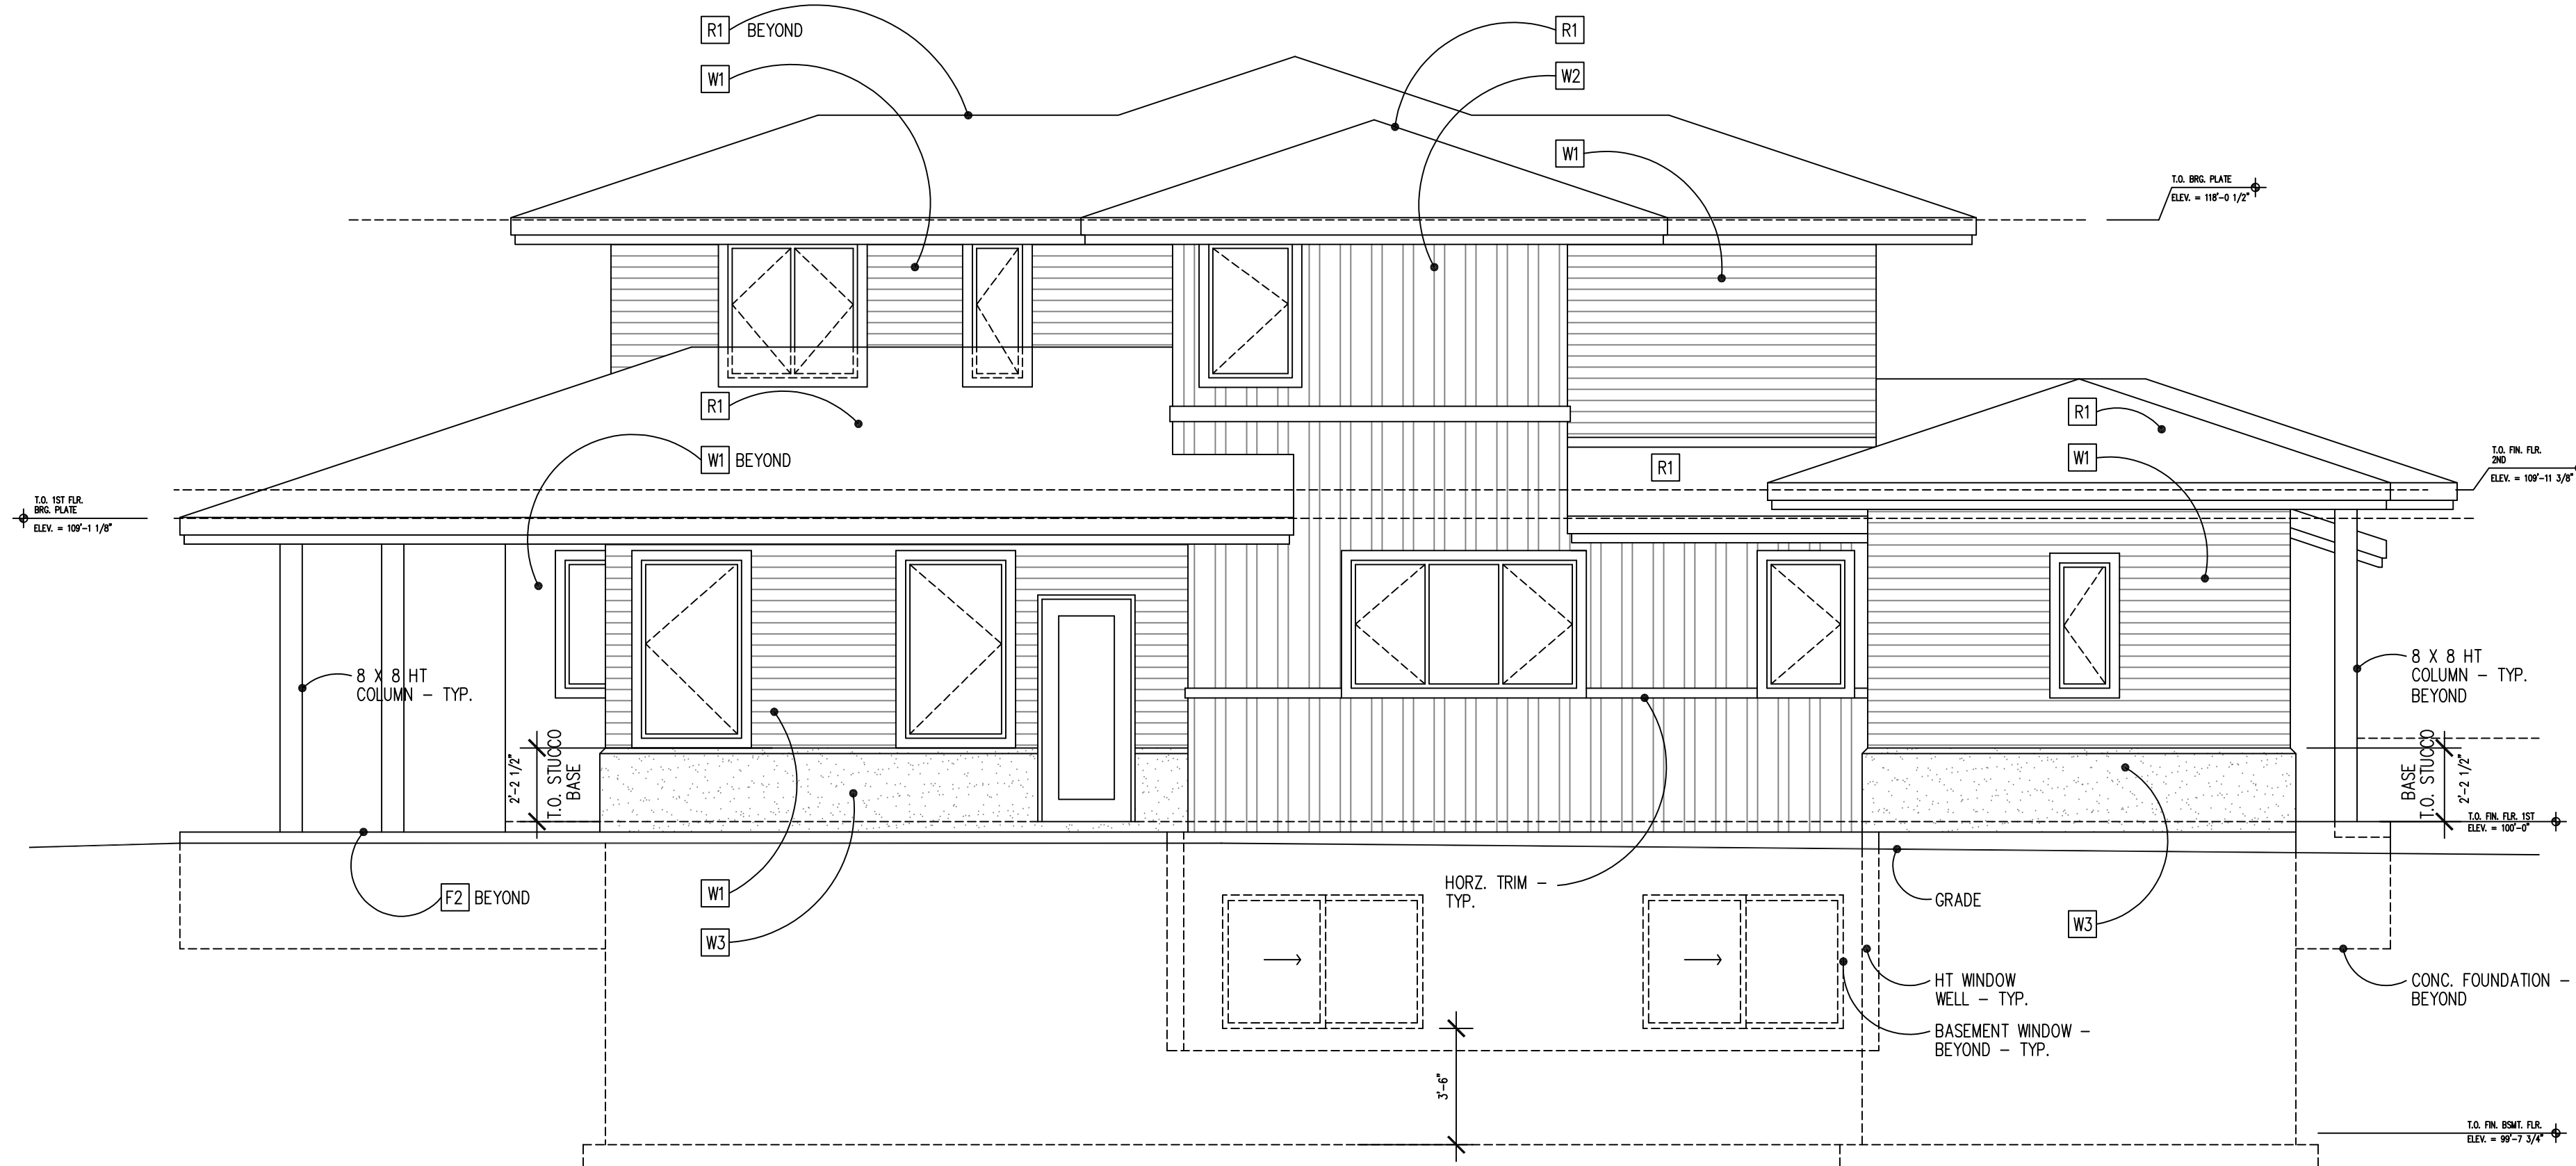 R1 BEYOND
R1
W1
W2
W1
T.O. BRG. PLATE
ELEV. = 118'-0 1/2"
R1
R1
W1 BEYOND
W1
R1
T.O. FIN. FLR.
2ND
ELEV. = 109'-11 3/8"
T.O. 1ST FLR.
BRG. PLATE
ELEV. = 109'-1 1/8"
8 X 8 HT
COLUMN - TYP.
8 X 8 HT
COLUMN - TYP.
BEYOND
2'-2 1/2"
T.O. STUCCO
BASE
BASE
T.O. STUCCO
2'-2 1/2"
T.O. FIN. FLR. 1ST
ELEV. = 100'-0"
F2 BEYOND
W1
HORZ. TRIM -
TYP.
GRADE
W3
W3
HT WINDOW
WELL - TYP.
CONC. FOUNDATION -
BEYOND
BASEMENT WINDOW -
BEYOND - TYP.
3'-6"
T.O. FIN. BSMT. FLR.
ELEV. = 99'-7 3/4"